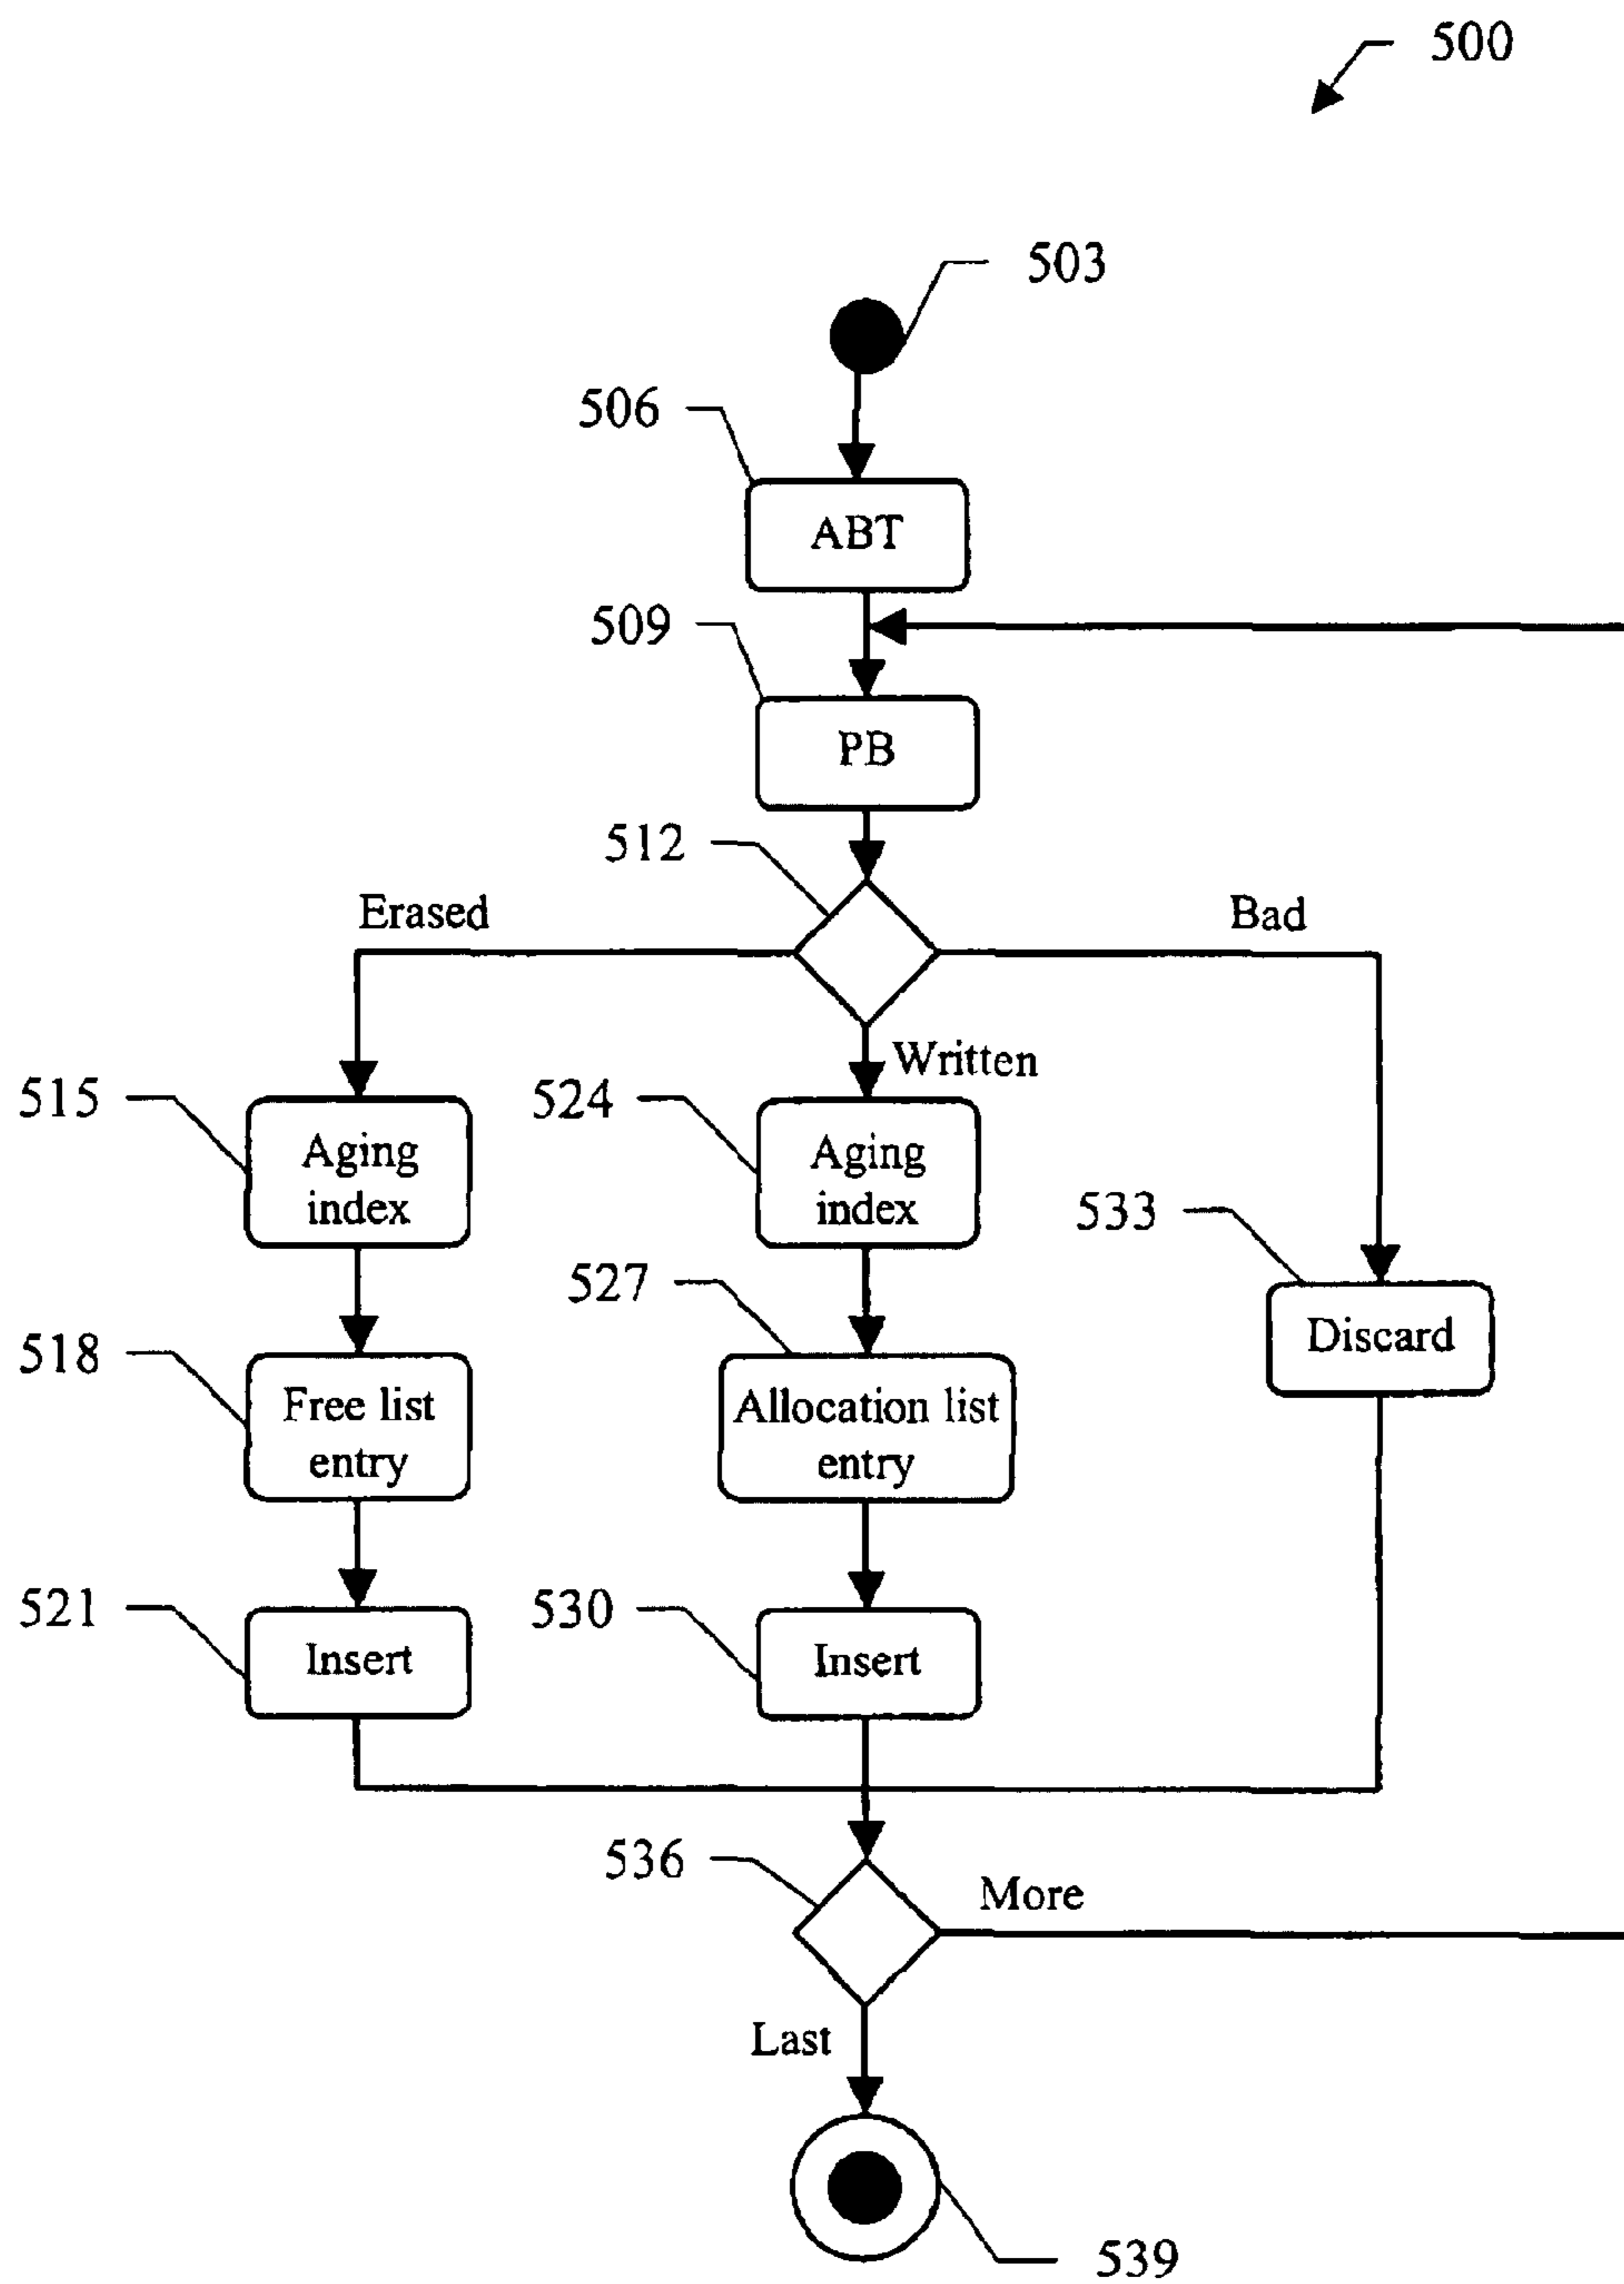 500
503
506
ABT
509
PB
512
Erased
Bad
Written
515
Aging
index
524
Aging
index
533
Discard
518
Free list
entry
527
Allocation list
entry
521
Insert
530
Insert
536
More
Last
539